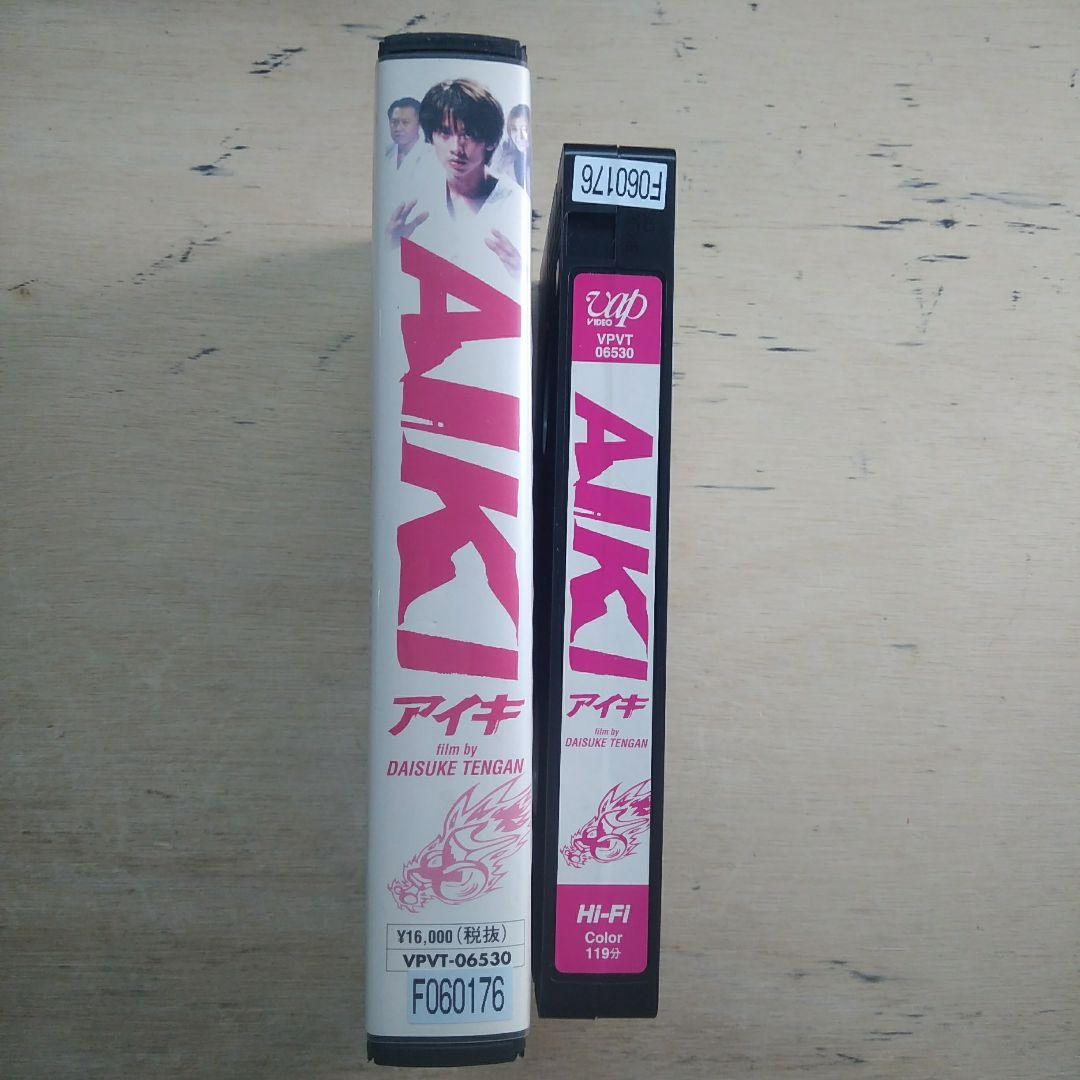 AIKI
アイキ
film by
DAISUKE TENGAN
¥16,000(税抜)
VPVT-06530
F060176
F060176
vap
VIDEO
VPVT
06530
AIKI
アイキ
film by
DAISUKE TENGAN
Hi-Fi
Color
119分